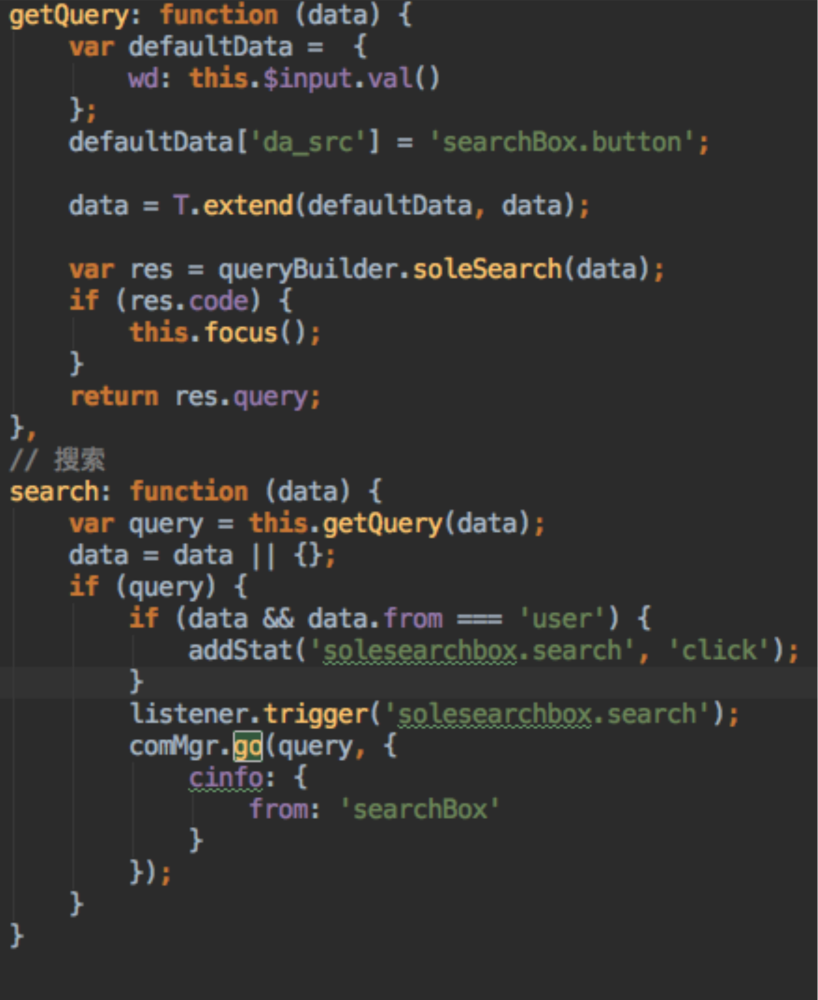 getQuery: function (data) {
    var defaultData =  {
        wd: this.$input.val()
    };
    defaultData['da_src'] = 'searchBox.button';

    data = T.extend(defaultData, data);

    var res = queryBuilder.soleSearch(data);
    if (res.code) {
        this.focus();
    }
    return res.query;
},
// 搜索
search: function (data) {
    var query = this.getQuery(data);
    data = data || {};
    if (query) {
        if (data && data.from === 'user') {
            addStat('solesearchbox.search', 'click');
        }
        listener.trigger('solesearchbox.search');
        comMgr.go(query, {
            cinfo: {
                from: 'searchBox'
            }
        });
    }
}